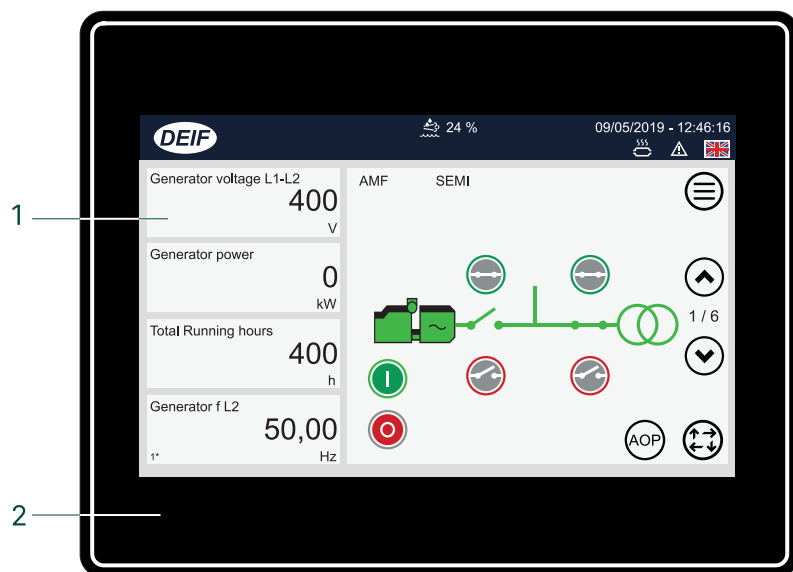 DEIF
24 %
09/05/2019 - 12:46:16
1
Generator voltage L1-L2
400
V
AMF SEMI
Generator power
0
kW
1 / 6
Total Running hours
400
h
Generator f L2
50,00
1* Hz
I
O
AOP
2